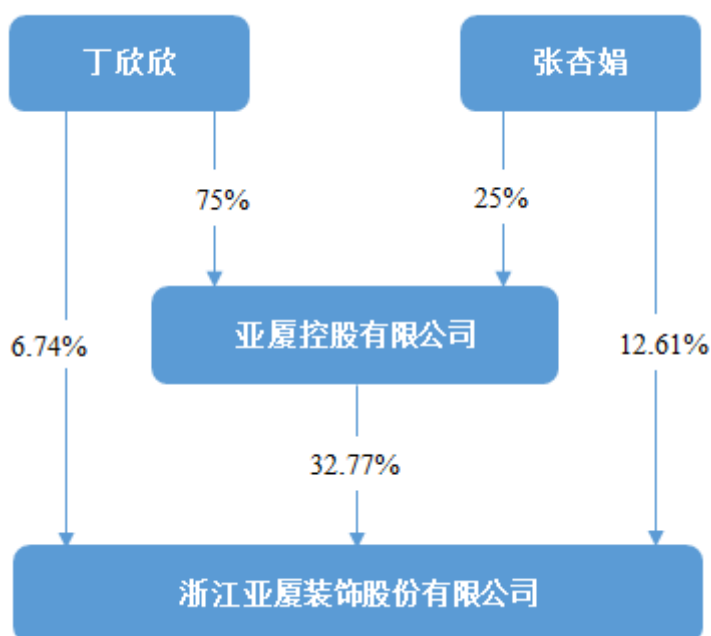 丁欣欣
张杏娟
75%
25%
亚厦控股有限公司
6.74%
12.61%
32.77%
浙江亚厦装饰股份有限公司